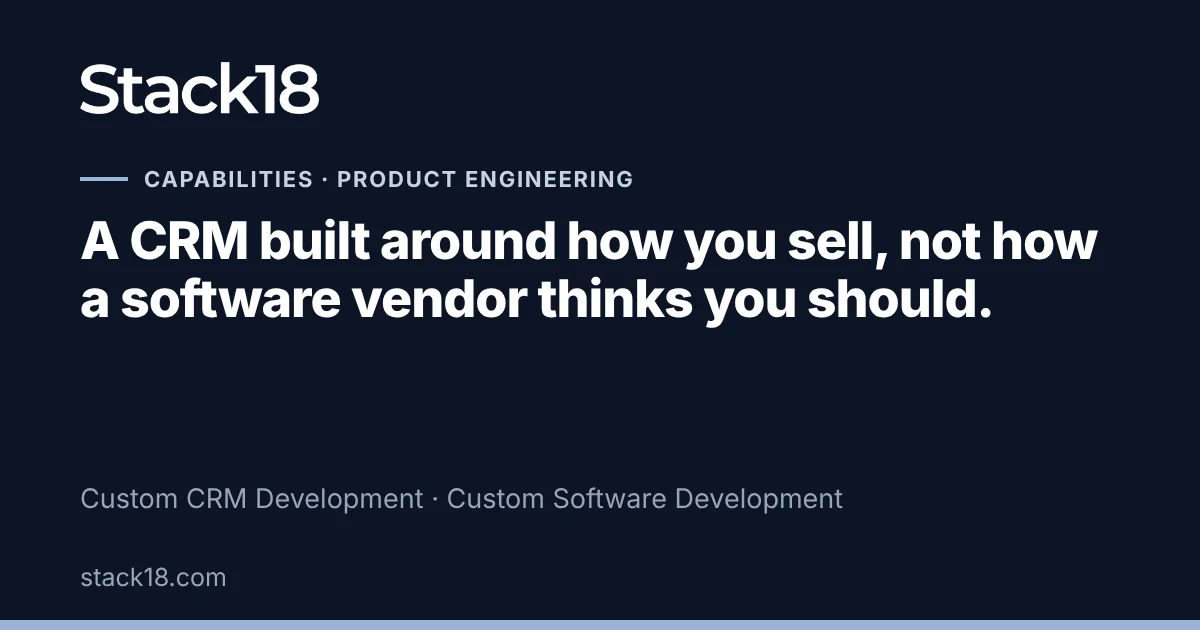 Stack18
CAPABILITIES · PRODUCT ENGINEERING
A CRM built around how you sell, not how
a software vendor thinks you should.
Custom CRM Development · Custom Software Development
stack18.com